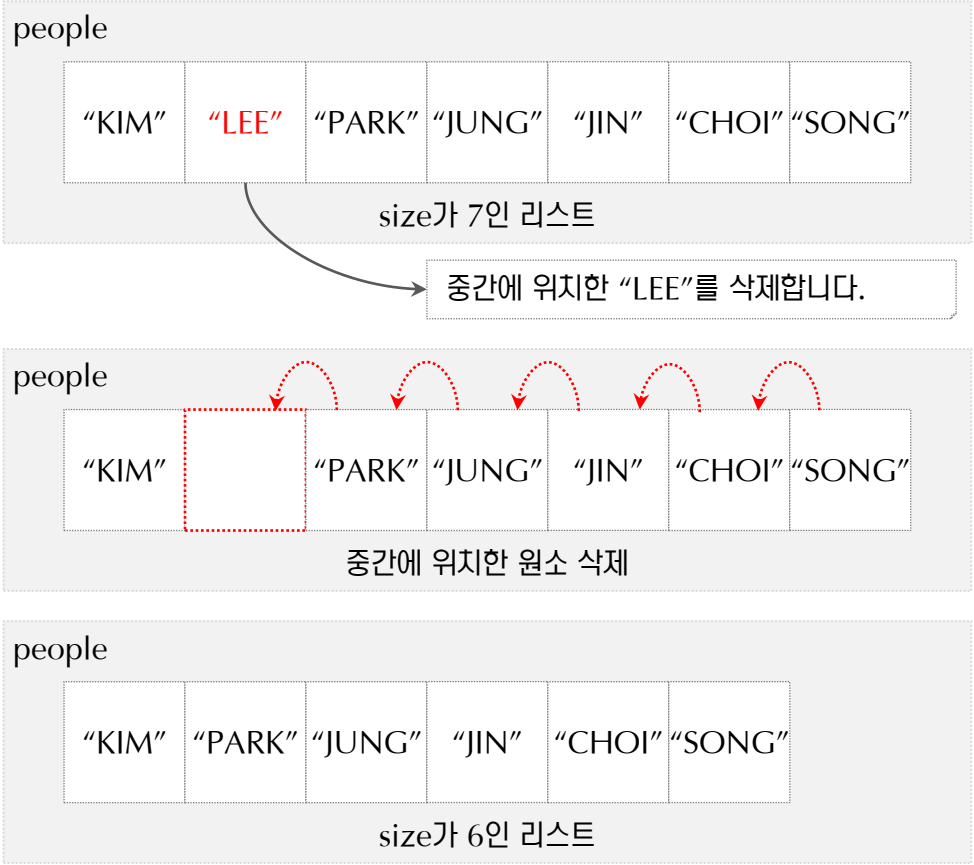 people
“KIM” “LEE” “PARK” “JUNG” “JIN” “CHOI” “SONG”
size가 7인 리스트
중간에 위치한 “LEE”를 삭제합니다.
people
“KIM” “PARK” “JUNG” “JIN” “CHOI” “SONG”
중간에 위치한 원소 삭제
people
“KIM” “PARK” “JUNG” “JIN” “CHOI” “SONG”
size가 6인 리스트